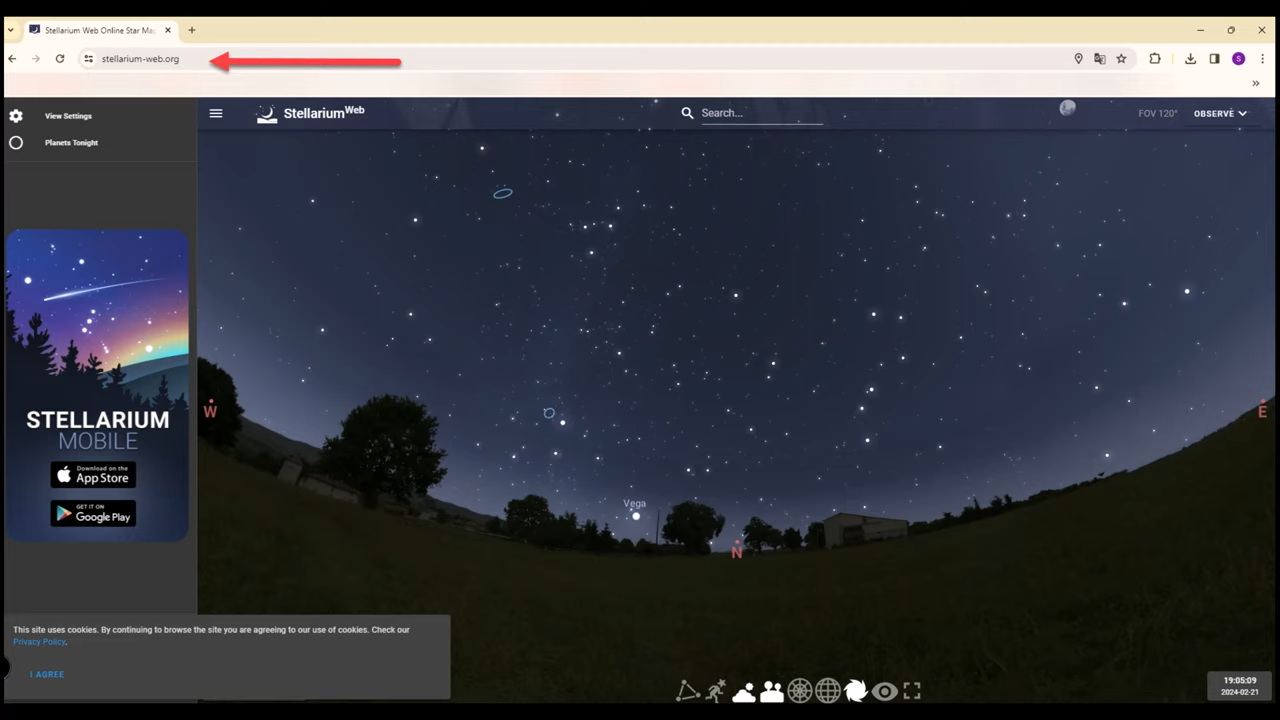 Stellarium Web Online Star Ma
stellarium-web.org
View Settings
Planets Tonight
StellariumWeb
Search...
FOV 120°
OBSERVE
W
E
Vega
N
STELLARIUM
MOBILE
Download on the
App Store
GET IT ON
Google Play
This site uses cookies. By continuing to browse the site you are agreeing to our use of cookies. Check our
Privacy Policy.
I AGREE
19:05:09
2024-02-21
S